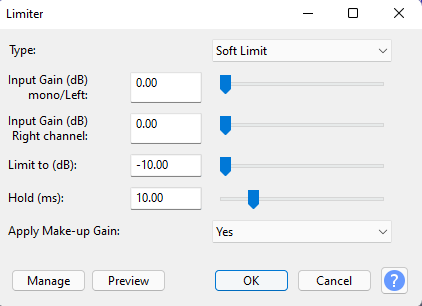 Limiter
Type:
Soft Limit
Input Gain (dB)
mono/Left:
0.00
Input Gain (dB)
Right channel:
0.00
Limit to (dB):
-10.00
Hold (ms):
10.00
Apply Make-up Gain:
Yes
Manage
Preview
OK
Cancel
?